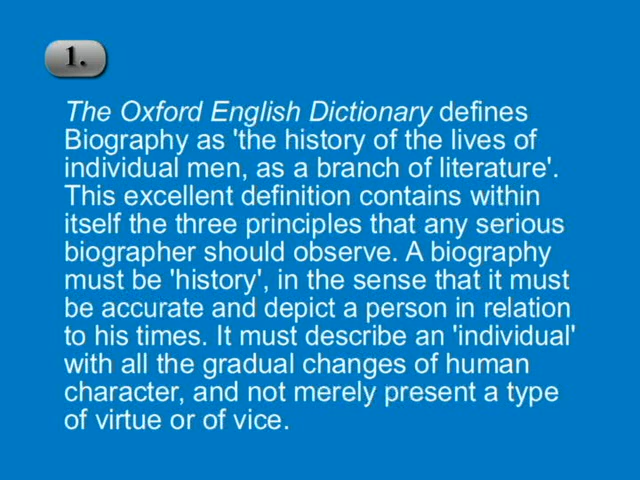 1.
The Oxford English Dictionary defines
Biography as 'the history of the lives of
individual men, as a branch of literature'.
This excellent definition contains within
itself the three principles that any serious
biographer should observe. A biography
must be 'history', in the sense that it must
be accurate and depict a person in relation
to his times. It must describe an 'individual'
with all the gradual changes of human
character, and not merely present a type
of virtue or of vice.